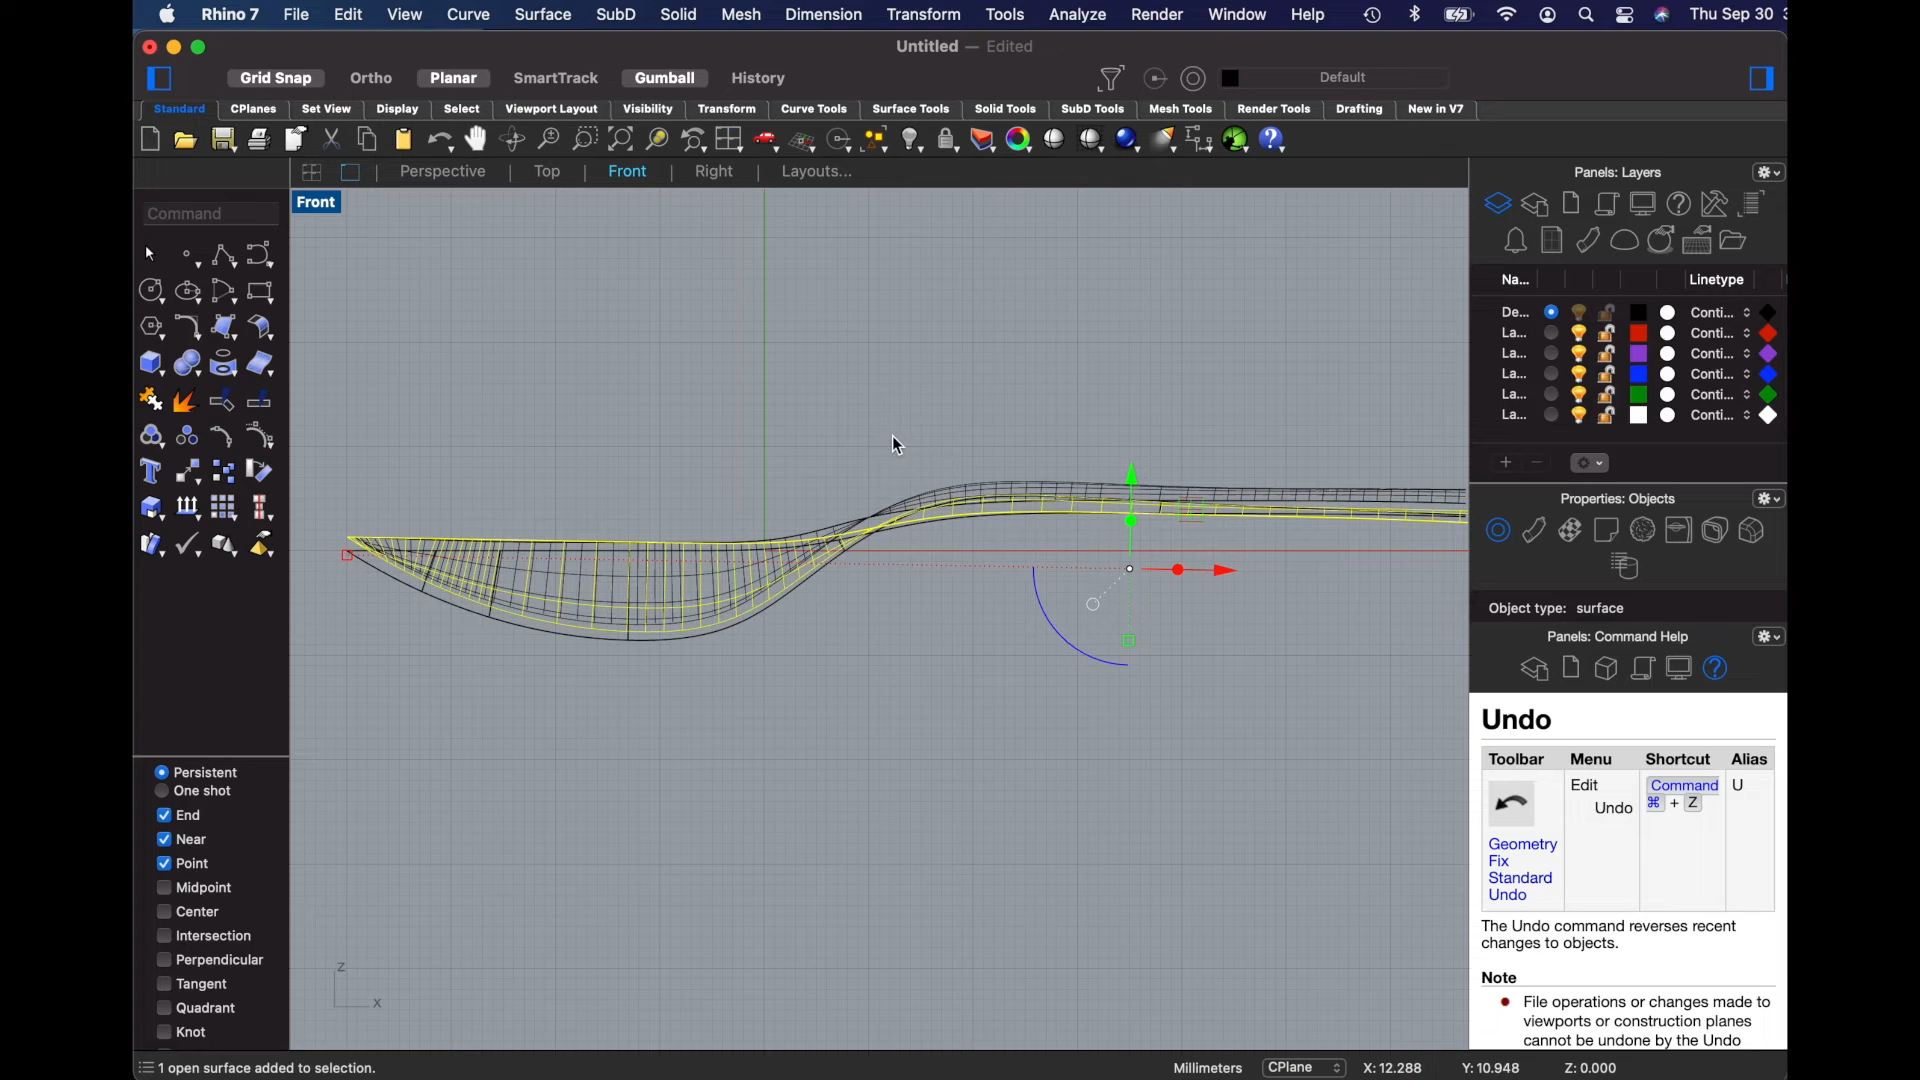 Rhino 7 File Edit View Curve Surface SubD Solid Mesh Dimension Transform Tools Analyze Render Window Help Thu Sep 30
Untitled — Edited
Grid Snap Ortho Planar SmartTrack Gumball History Default
Standard CPlanes Set View Display Select Viewport Layout Visibility Transform Curve Tools Surface Tools Solid Tools SubD Tools Mesh Tools Render Tools Drafting New in V7
Perspective Top Front Right Layouts...
Panels: Layers
Front
Command
Na... Linetype
De... Conti...
La... Conti...
La... Conti...
La... Conti...
La... Conti...
La... Conti...
Properties: Objects
Object type: surface
Panels: Command Help
Undo
Toolbar Menu Shortcut Alias
Edit Command U
Undo ⌘ + Z
Geometry
Fix
Standard
Undo
The Undo command reverses recent
changes to objects.
Note
File operations or changes made to
viewports or construction planes
cannot be undone by the Undo
Persistent
One shot
End
Near
Point
Midpoint
Center
Intersection
Perpendicular
Tangent
Quadrant
Knot
z
x
1 open surface added to selection.
Millimeters CPlane X: 12.288 Y: 10.948 Z: 0.000